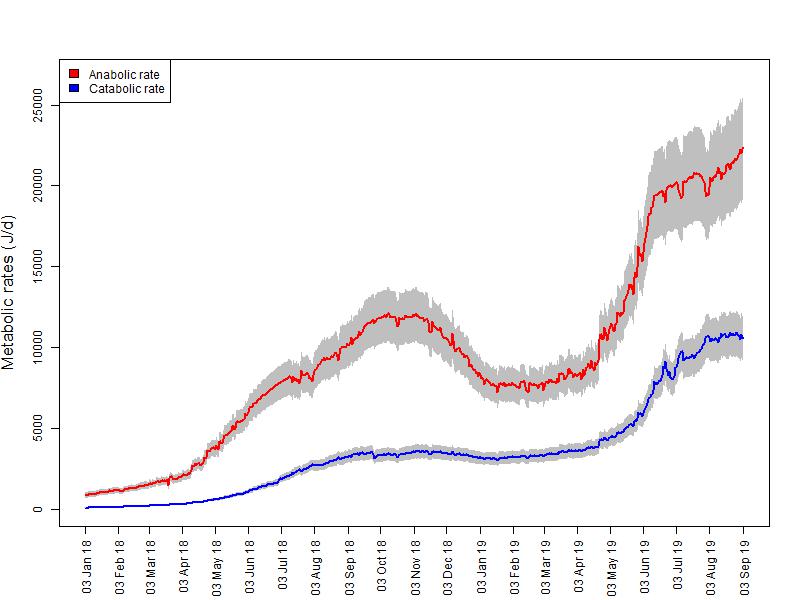 Anabolic rate
Catabolic rate
Metabolic rates (J/d)
25000
20000
15000
10000
5000
0
03 Jan 18
03 Feb 18
03 Mar 18
03 Apr 18
03 May 18
03 Jun 18
03 Jul 18
03 Aug 18
03 Sep 18
03 Oct 18
03 Nov 18
03 Dec 18
03 Jan 19
03 Feb 19
03 Mar 19
03 Apr 19
03 May 19
03 Jun 19
03 Jul 19
03 Aug 19
03 Sep 19